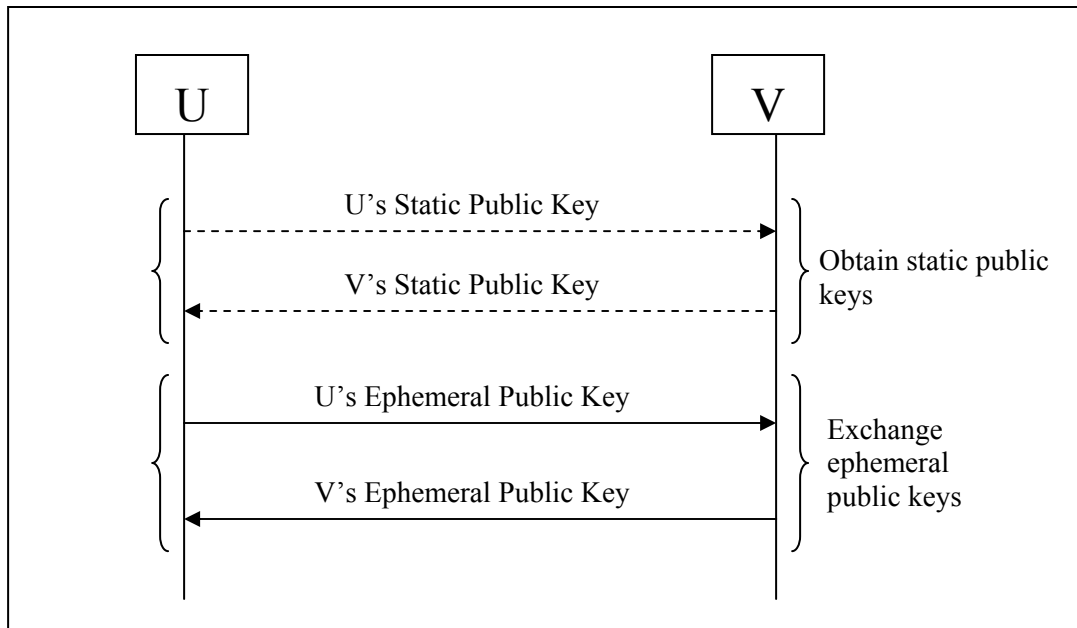 U
V
U’s Static Public Key
V’s Static Public Key
Obtain static public
keys
U’s Ephemeral Public Key
V’s Ephemeral Public Key
Exchange
ephemeral
public keys